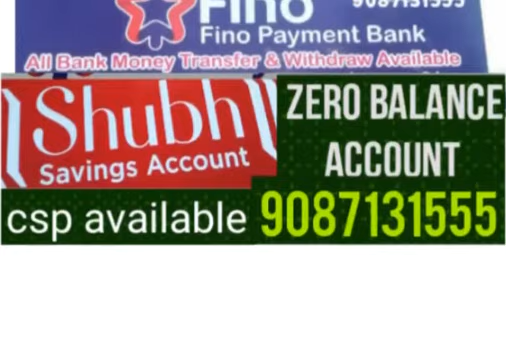 Fino 9087131555
Fino Payment Bank
All Bank Money Transfer & Withdraw Available
Shubh
Savings Account
ZERO BALANCE
ACCOUNT
csp available 9087131555